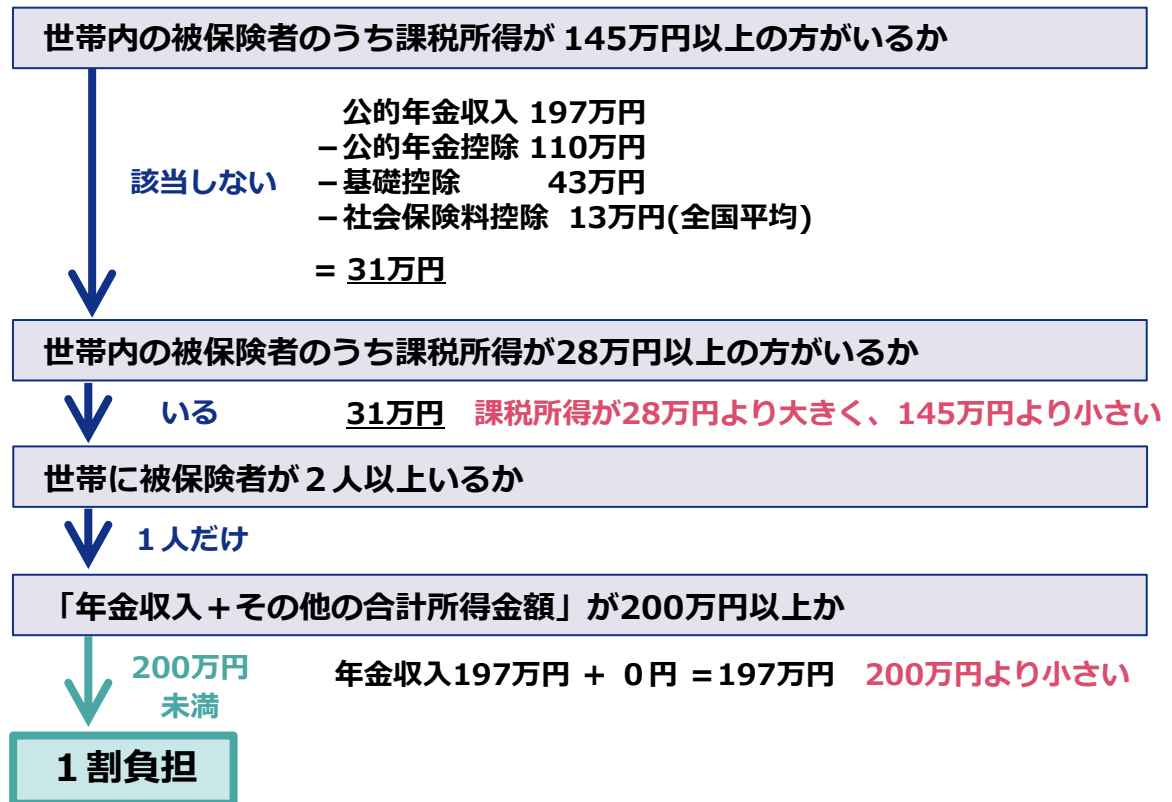 世帯内の被保険者のうち課税所得が 145万円以上の方がいるか
公的年金収入 197万円
－公的年金控除 110万円
該当しない
－基礎控除 43万円
－社会保険料控除 13万円(全国平均)
= 31万円
世帯内の被保険者のうち課税所得が28万円以上の方がいるか
いる 31万円 課税所得が28万円より大きく、145万円より小さい
世帯に被保険者が２人以上いるか
１人だけ
「年金収入＋その他の合計所得金額」が200万円以上か
200万円
未満
年金収入197万円 + ０円 =197万円 200万円より小さい
１割負担